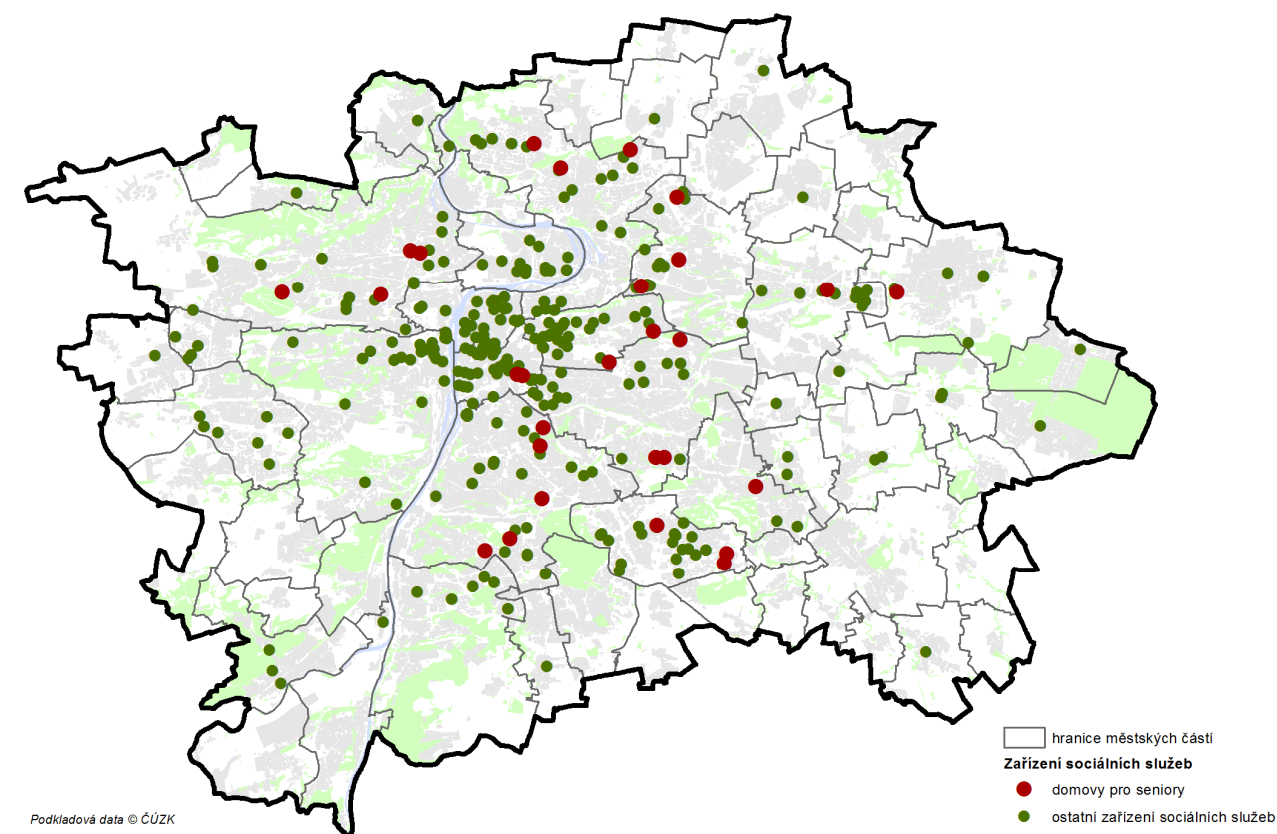 hranice městských částí
Zařízení sociálních služeb
domovy pro seniory
ostatní zařízení sociálních služeb
Podkladová data © ČÚZK